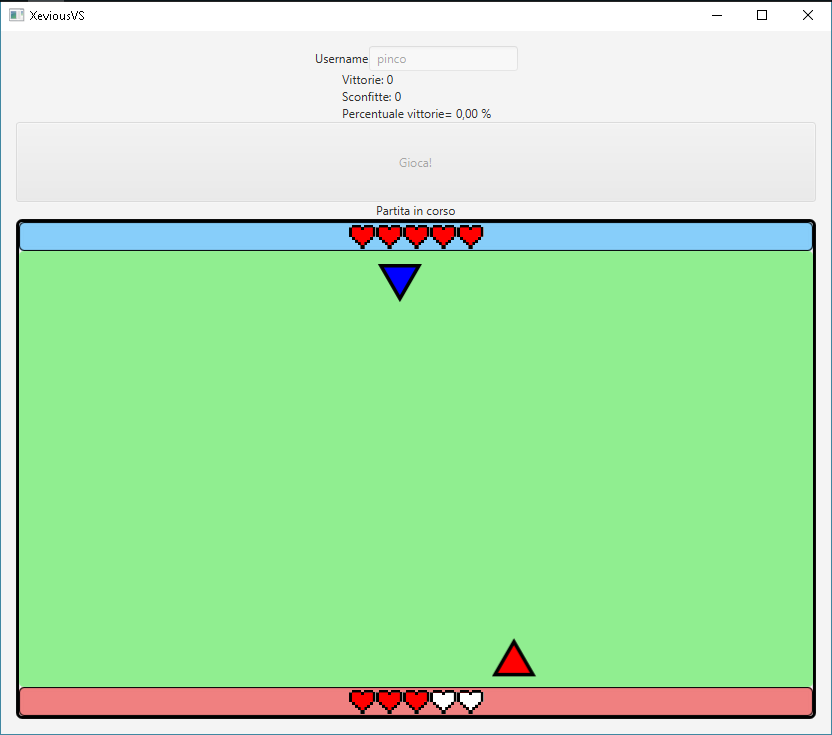 XeviousVS
Username pinco
Vittorie: 0
Sconfitte: 0
Percentuale vittorie= 0,00 %
Gioca!
Partita in corso